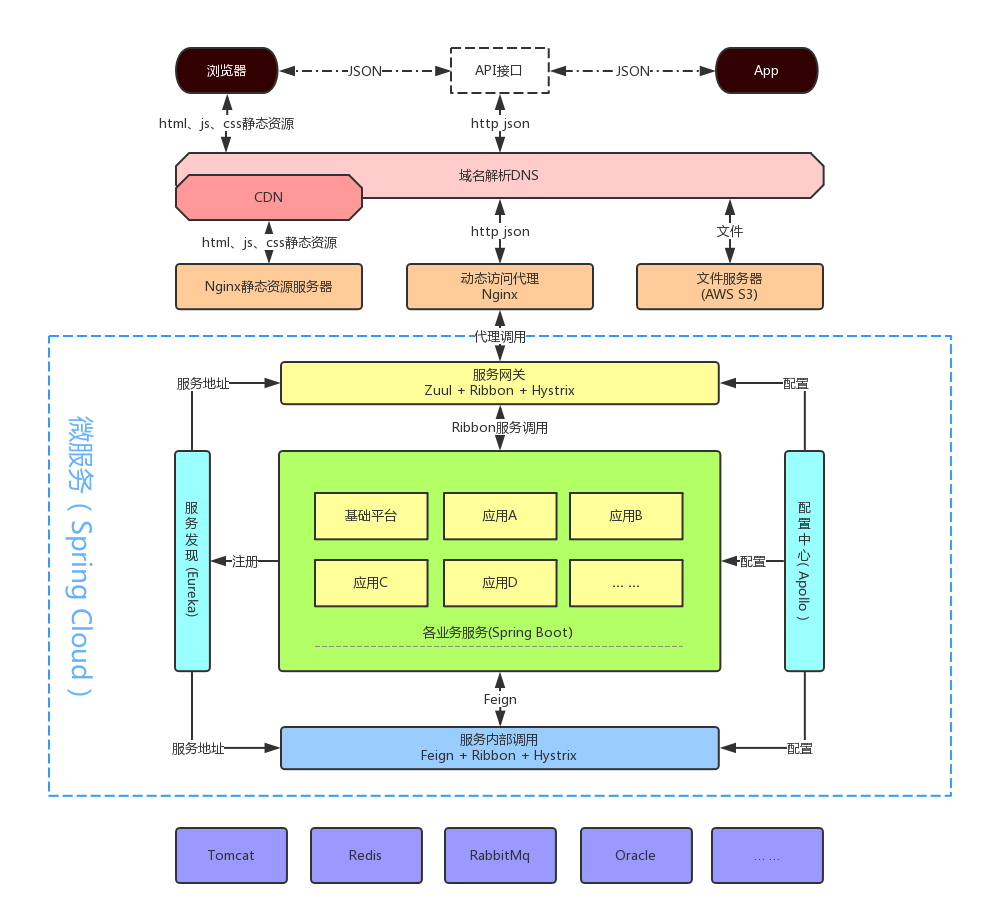 浏览器
JSON
API接口
JSON
App
html、js、css静态资源
http json
域名解析DNS
CDN
html、js、css静态资源
http json
文件
Nginx静态资源服务器
动态访问代理
Nginx
文件服务器
(AWS S3)
代理调用
服务网关
Zuul + Ribbon + Hystrix
服务地址
配置
Ribbon服务调用
微服务 ( Spring Cloud )
服务发现 (Eureka)
注册
基础平台
应用A
应用B
应用C
应用D
... ...
各业务服务(Spring Boot)
配置
配置中心( Apollo )
Feign
服务地址
服务内部调用
Feign + Ribbon + Hystrix
配置
Tomcat
Redis
RabbitMq
Oracle
... ...